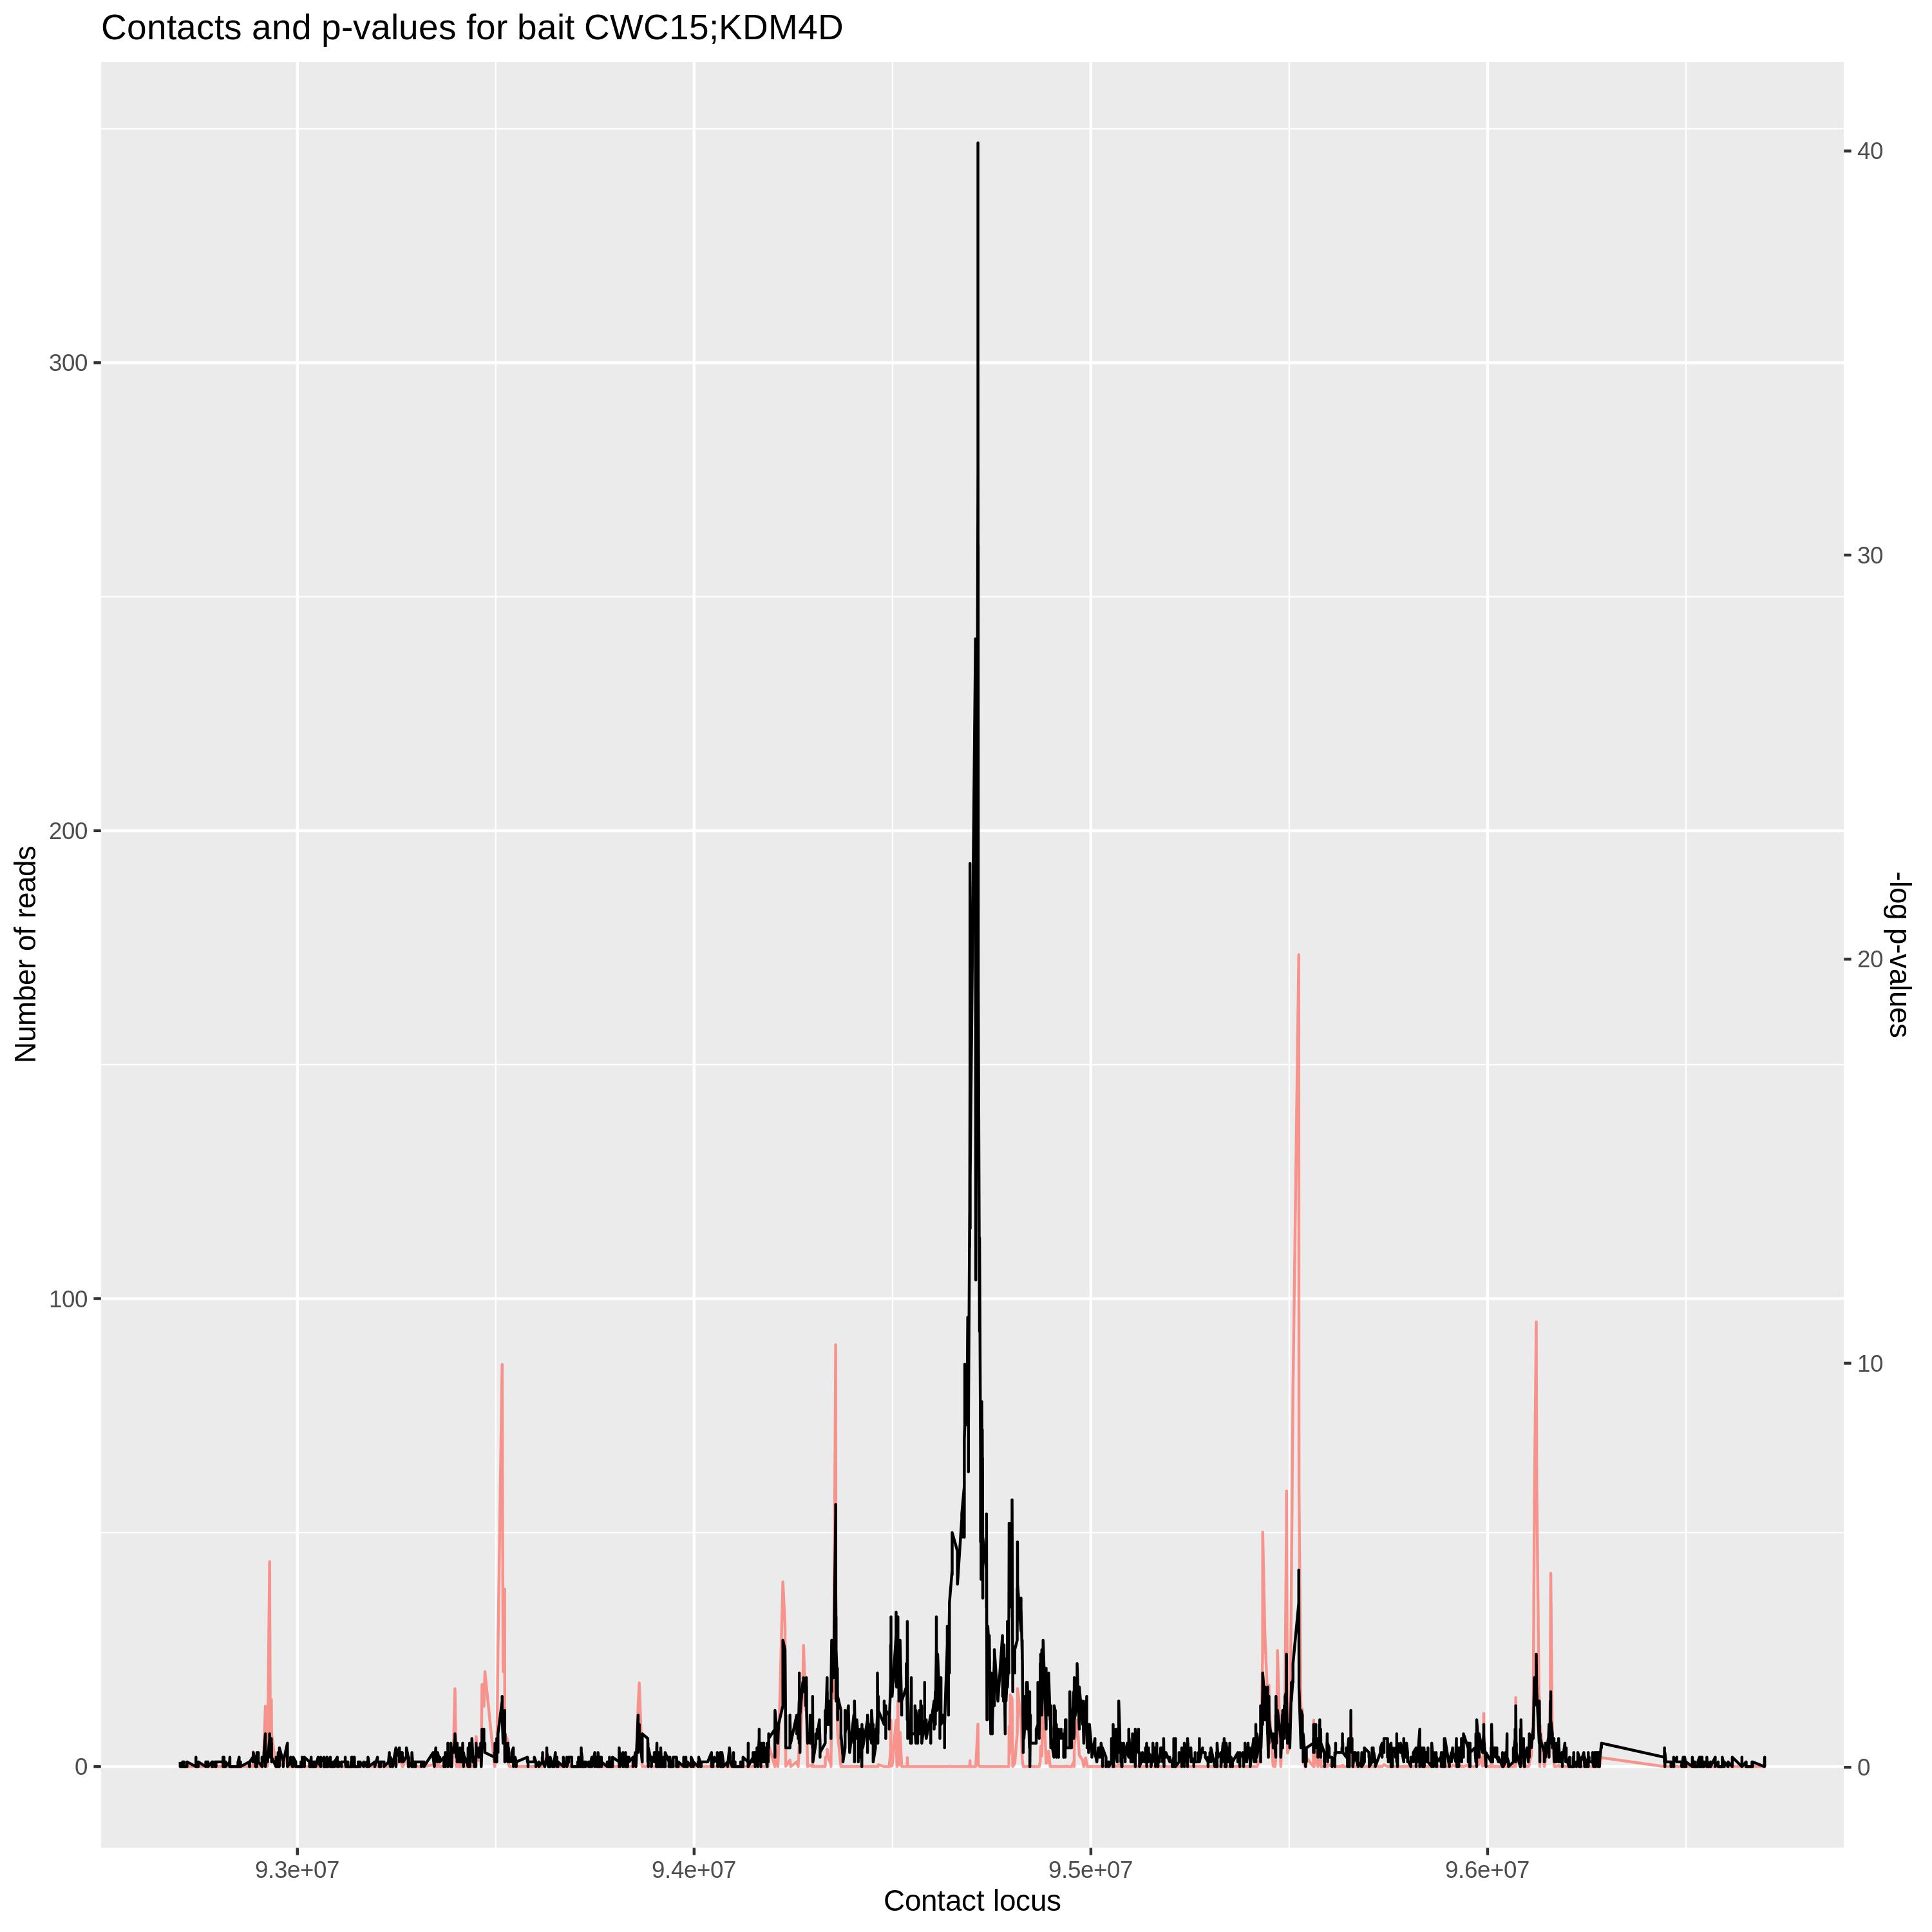 Contacts and p-values for bait CWC15;KDM4D
Number of reads
300
200
100
0
40
30
20
10
0
-log p-values
9.3e+07
9.4e+07
9.5e+07
9.6e+07
Contact locus